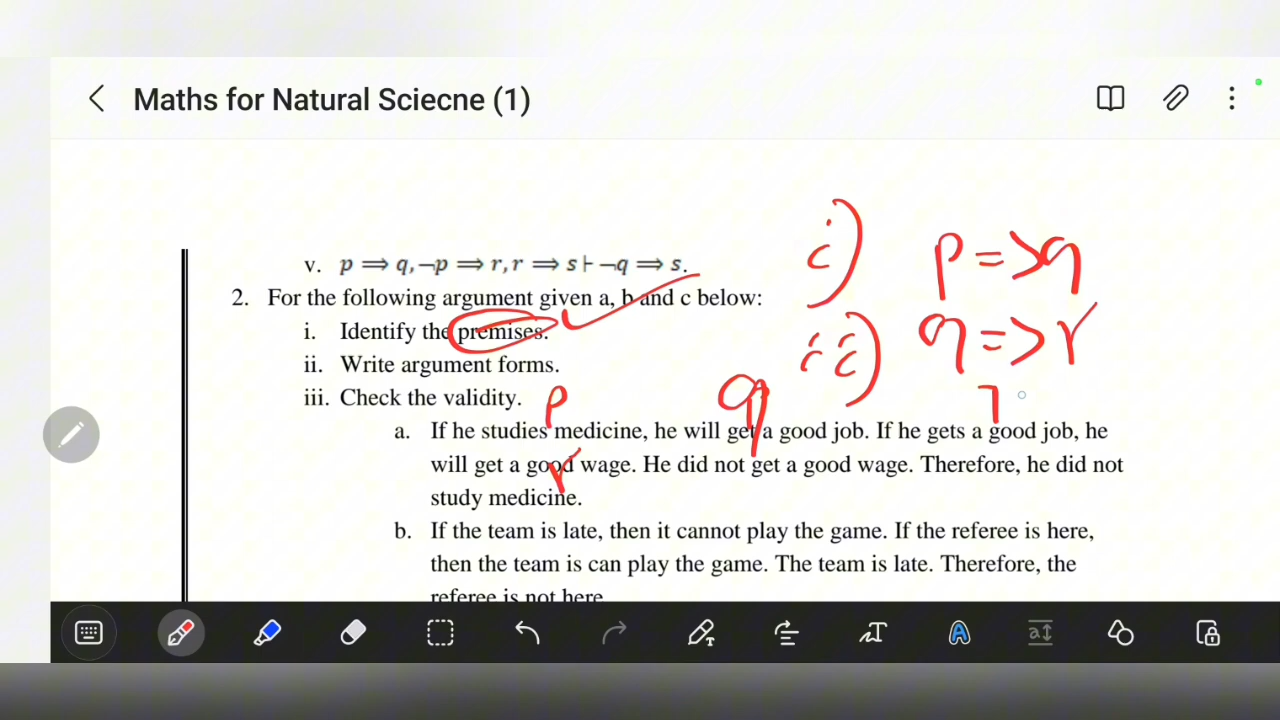 Maths for Natural Sciecne (1)
v. p ⟹ q, ¬p ⟹ r, r ⟹ s ⊢ ¬q ⟹ s.
i) p => q
2. For the following argument given a, b and c below:
i. Identify the premises.
ii) q => r
ii. Write argument forms.
iii. Check the validity.
p q ¬
a. If he studies medicine, he will get a good job. If he gets a good job, he
will get a good wage. He did not get a good wage. Therefore, he did not
r
study medicine.
b. If the team is late, then it cannot play the game. If the referee is here,
then the team is can play the game. The team is late. Therefore, the
referee is not here